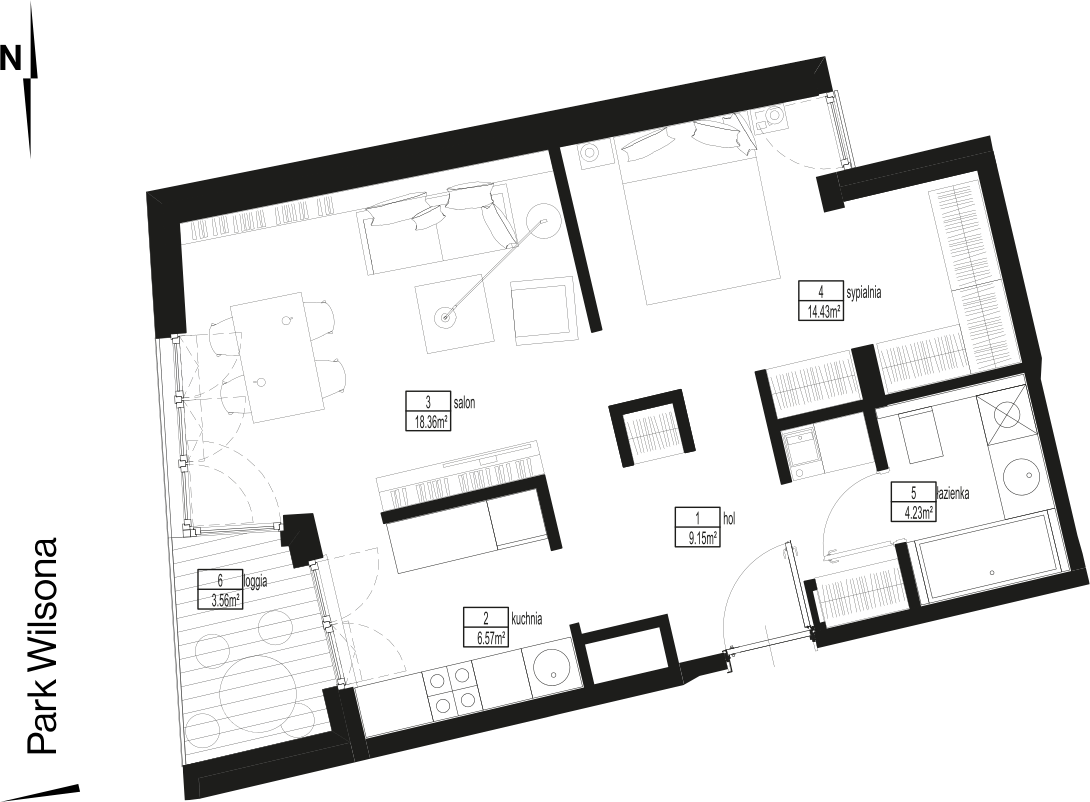 N
4 sypialnia
14.43m²
3 salon
18.36m²
5 łazienka
4.23m²
1 hol
9.15m²
6 loggia
3.56m²
2 kuchnia
6.57m²
Park Wilsona